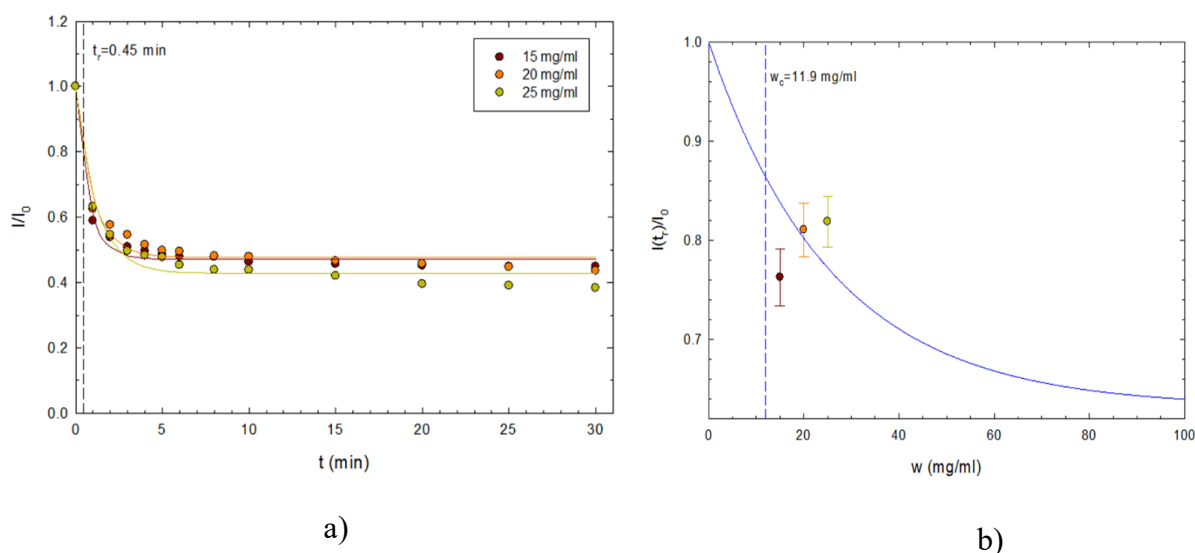 1.2
1.0
0.8
0.6
0.4
0.2
0.0
I/I₀
tᵣ=0.45 min
15 mg/ml
20 mg/ml
25 mg/ml
0 5 10 15 20 25 30
t (min)
a)
1.0
0.9
0.8
0.7
I(tᵣ)/I₀
w_c=11.9 mg/ml
0 20 40 60 80 100
w (mg/ml)
b)